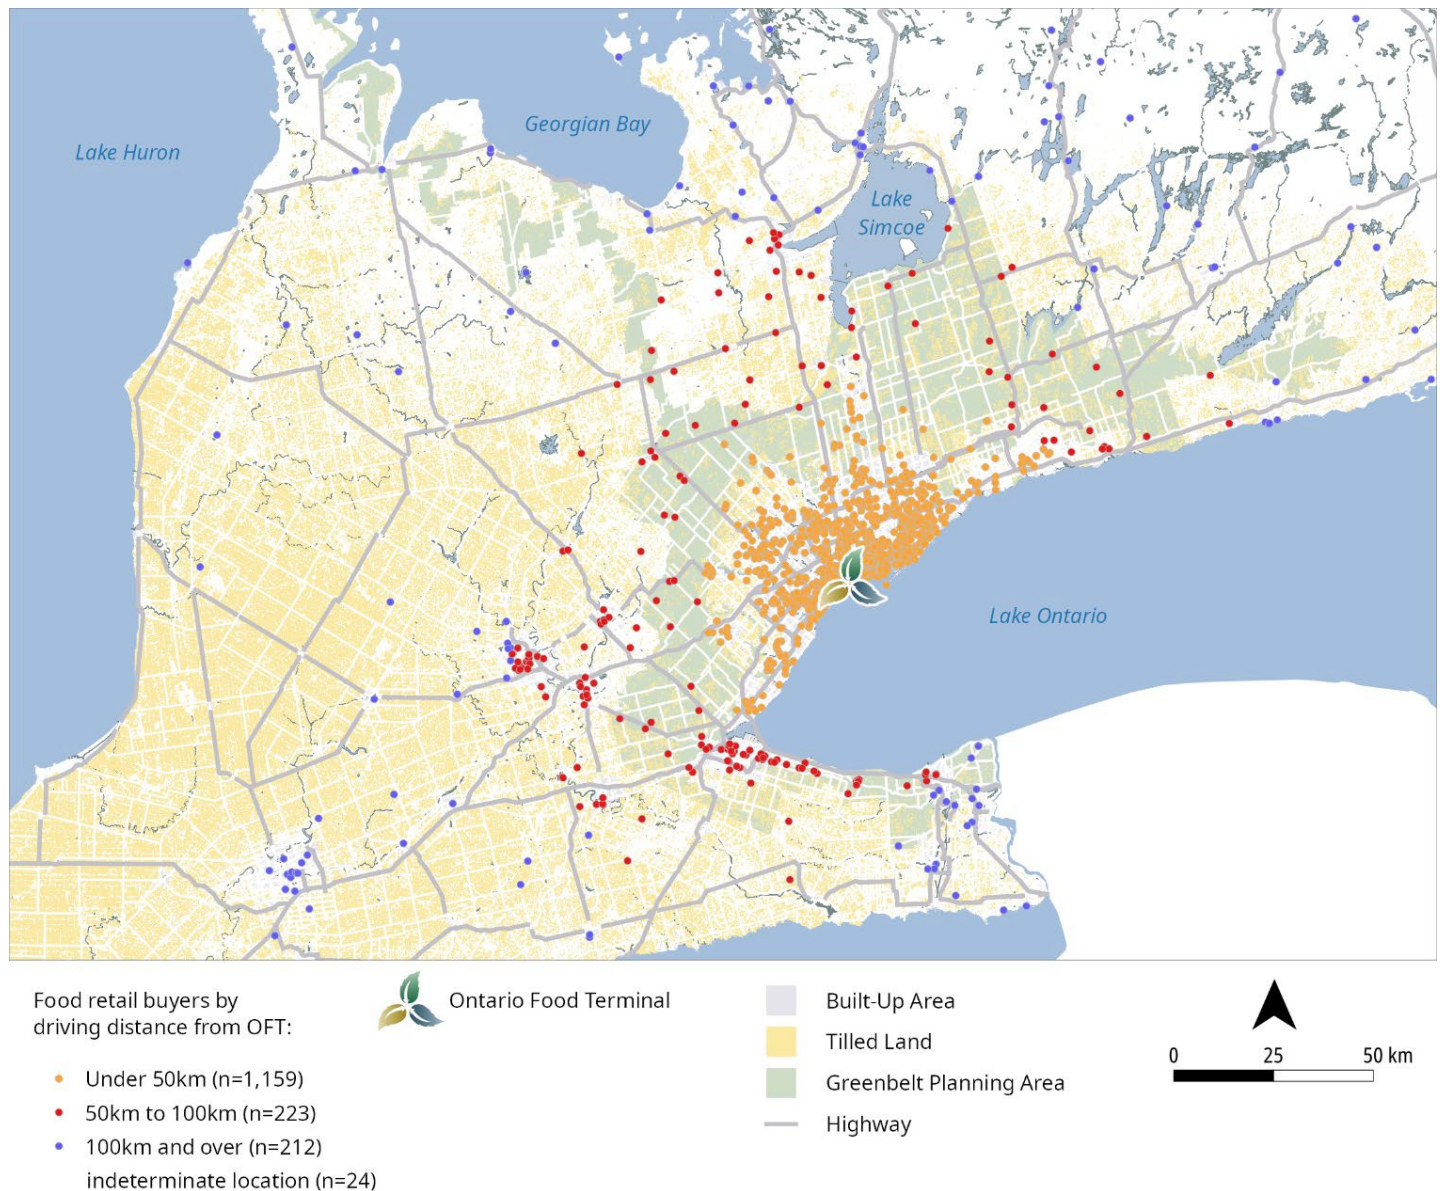 Georgian Bay
Lake Huron
Lake
Simcoe
Lake Ontario
Food retail buyers by
driving distance from OFT:
Under 50km (n=1,159)
50km to 100km (n=223)
100km and over (n=212)
indeterminate location (n=24)
Ontario Food Terminal
Built-Up Area
Tilled Land
Greenbelt Planning Area
Highway
0 25 50 km